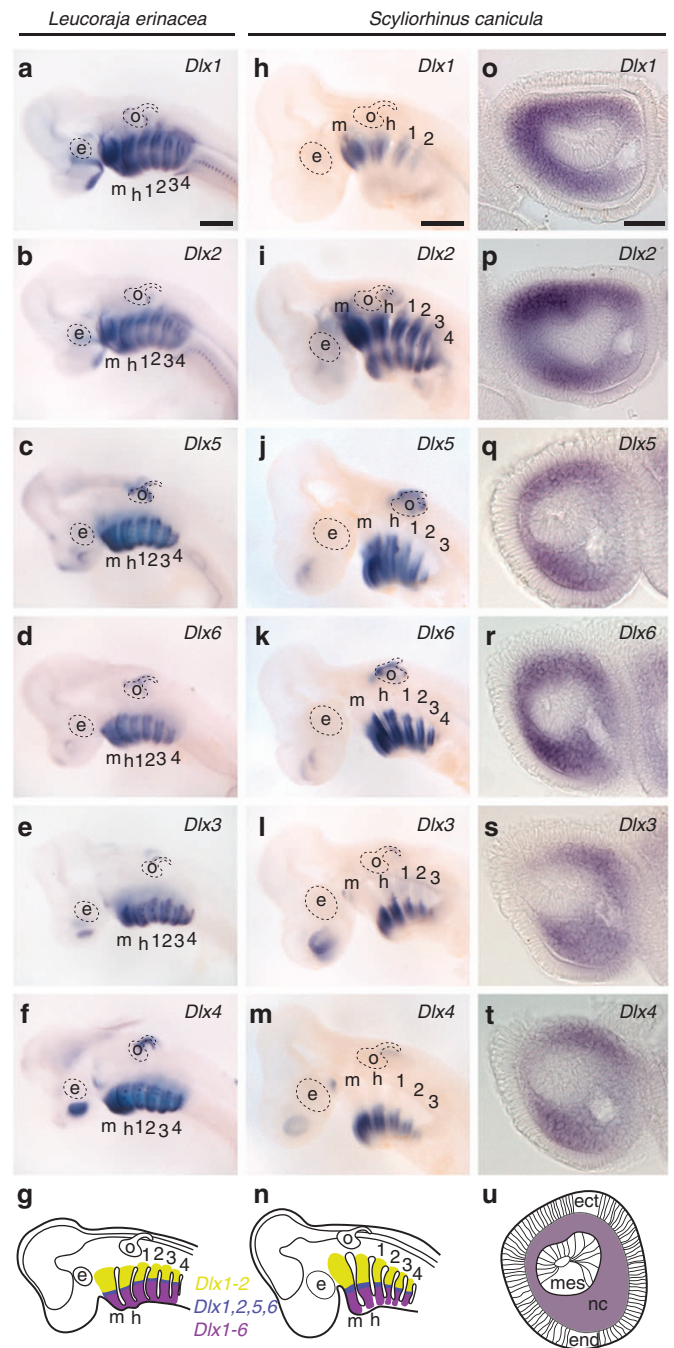 Leucoraja erinacea
Scyliorhinus canicula
a Dlx1
e
o
m h 1 2 3 4
h Dlx1
m
o
h
1 2
e
o Dlx1
b Dlx2
e
o
m h 1 2 3 4
i Dlx2
m
o
h
1 2 3 4
e
p Dlx2
c Dlx5
e
o
m h 1 2 3 4
j Dlx5
e
m
o
h 1 2 3
q Dlx5
d Dlx6
e
o
m h 1 2 3 4
k Dlx6
e
m
o
h 1 2 3 4
r Dlx6
e Dlx3
e
o
m h 1 2 3 4
l Dlx3
e
m
o
h 1 2 3
s Dlx3
f Dlx4
e
o
m h 1 2 3 4
m Dlx4
e
m
o
h 1 2 3
t Dlx4
g
o 1 2 3 4
e
m h
Dlx1-2
Dlx1,2,5,6
Dlx1-6
n
o
1 2 3 4
e
m h
u
ect
mes
nc
end